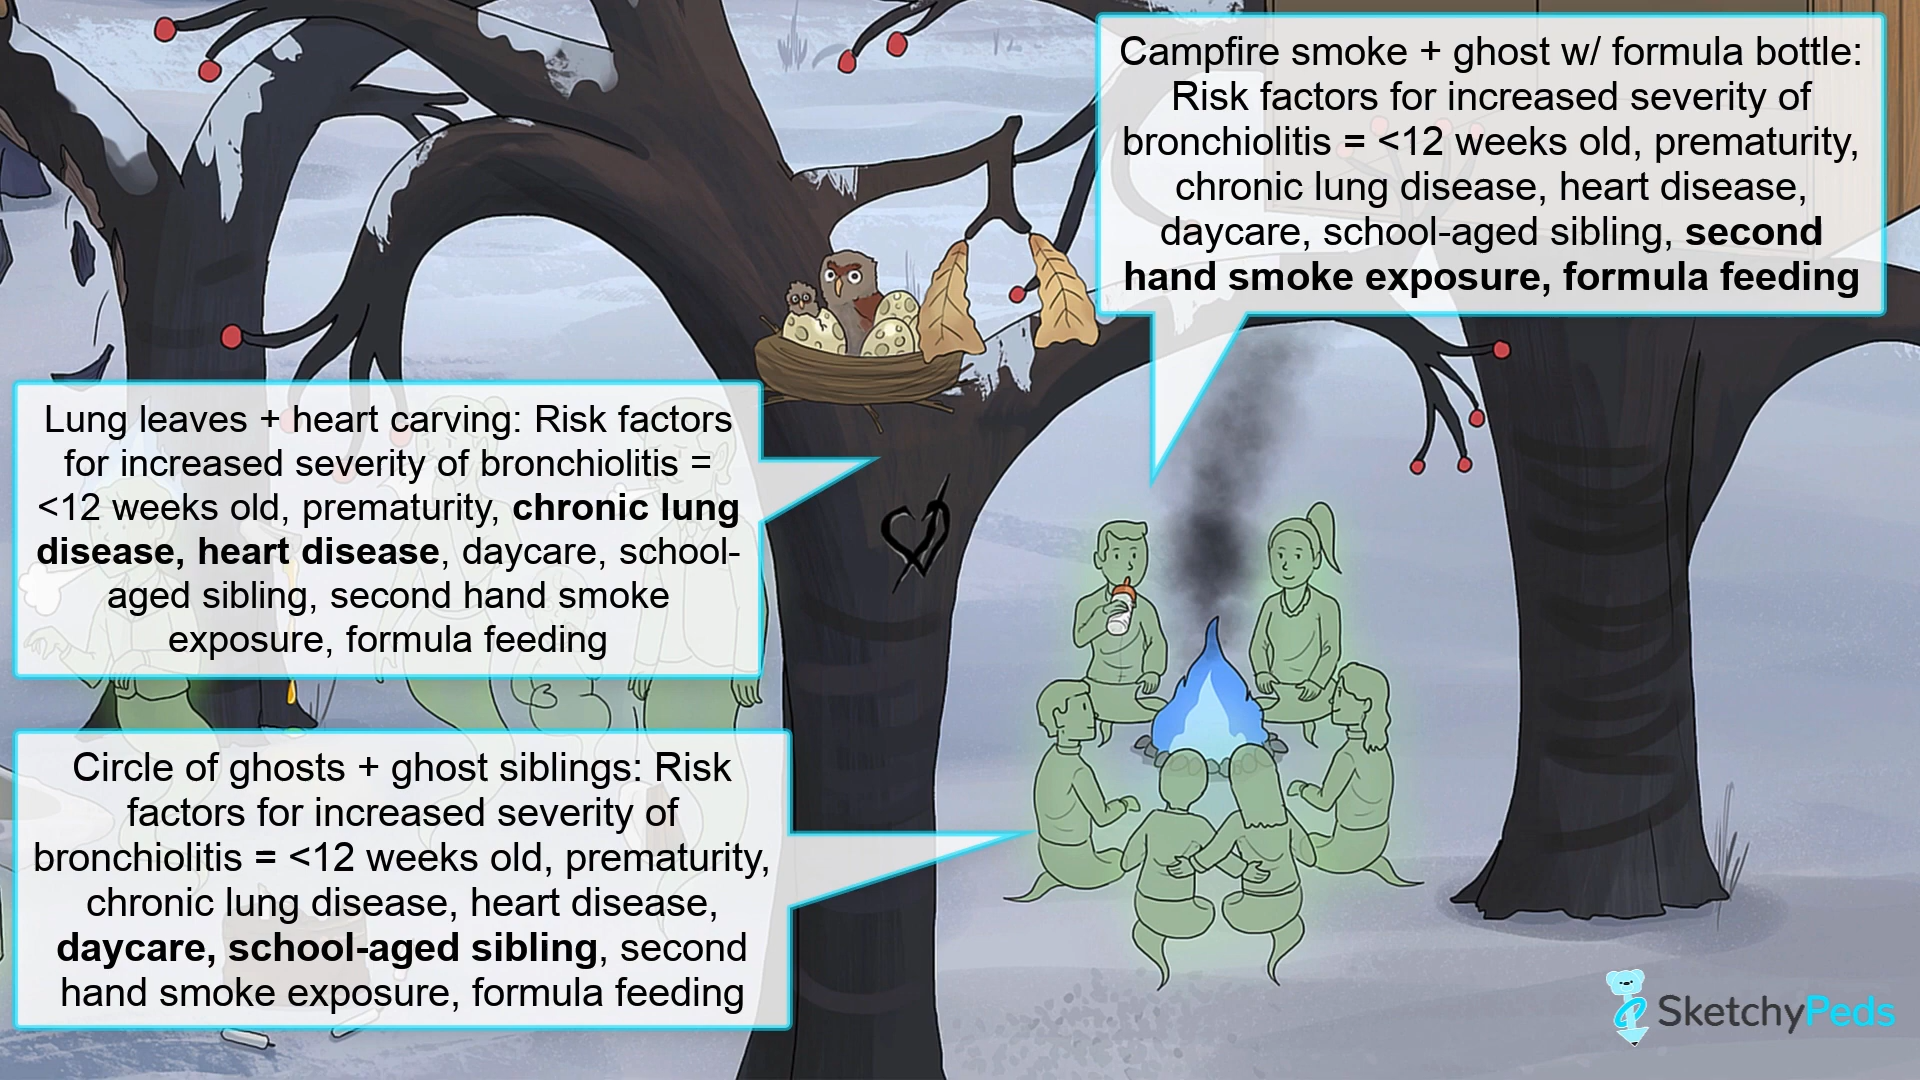 Campfire smoke + ghost w/ formula bottle:
Risk factors for increased severity of
bronchiolitis = <12 weeks old, prematurity,
chronic lung disease, heart disease,
daycare, school-aged sibling, second
hand smoke exposure, formula feeding
Lung leaves + heart carving: Risk factors
for increased severity of bronchiolitis =
<12 weeks old, prematurity, chronic lung
disease, heart disease, daycare, school-
aged sibling, second hand smoke
exposure, formula feeding
Circle of ghosts + ghost siblings: Risk
factors for increased severity of
bronchiolitis = <12 weeks old, prematurity,
chronic lung disease, heart disease,
daycare, school-aged sibling, second
hand smoke exposure, formula feeding
SketchyPeds